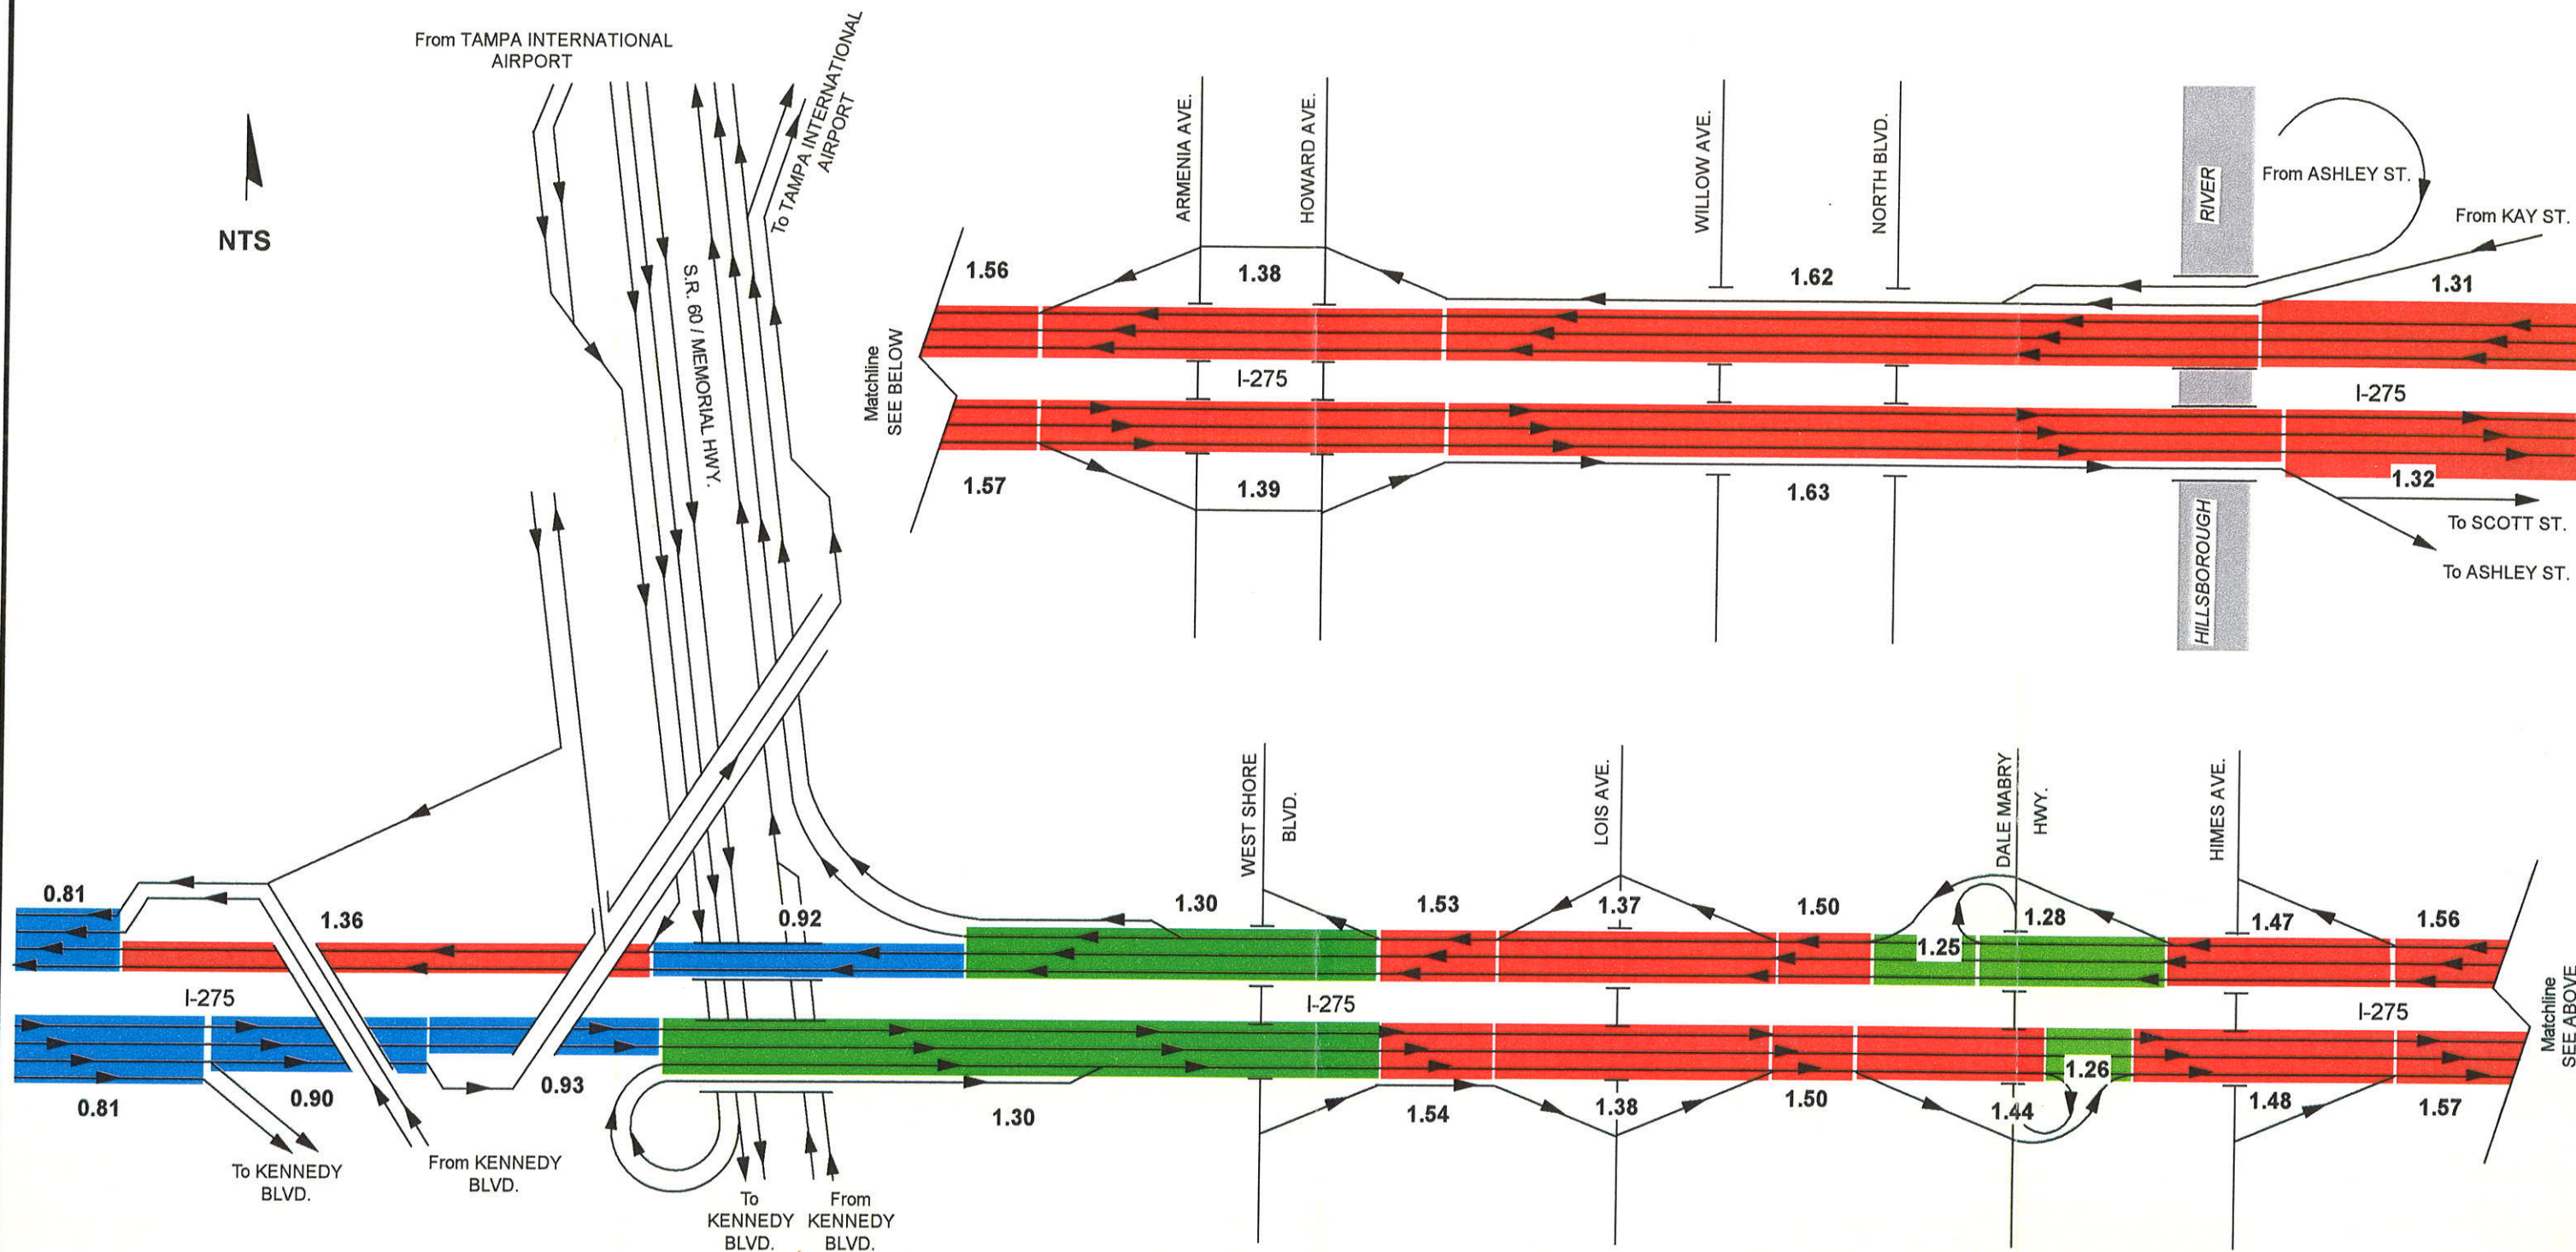 From TAMPA INTERNATIONAL
AIRPORT
To TAMPA INTERNATIONAL
AIRPORT
NTS
S.R. 60 / MEMORIAL HWY.
ARMENIA AVE.
HOWARD AVE.
WILLOW AVE.
NORTH BLVD.
RIVER
From ASHLEY ST.
From KAY ST.
1.56
1.38
1.62
1.31
Matchline
SEE BELOW
I-275
I-275
1.57
1.39
1.63
1.32
HILLSBOROUGH
To SCOTT ST.
To ASHLEY ST.
WEST SHORE
BLVD.
LOIS AVE.
DALE MABRY
HWY.
HIMES AVE.
0.81
1.36
0.92
1.30
1.53
1.37
1.50
1.25
1.28
1.47
1.56
I-275
I-275
I-275
Matchline
SEE ABOVE
0.81
0.90
0.93
1.30
1.54
1.38
1.50
1.44
1.26
1.48
1.57
To KENNEDY
BLVD.
From KENNEDY
BLVD.
To
KENNEDY
BLVD.
From
KENNEDY
BLVD.